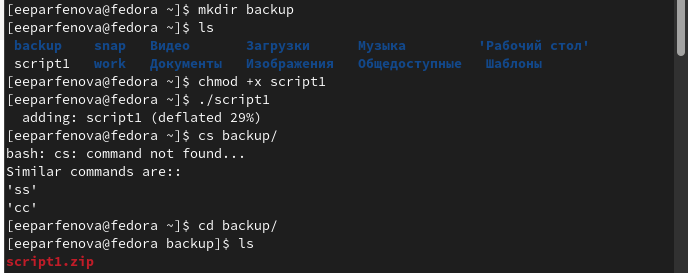 [eeparfenova@fedora ~]$ mkdir backup
[eeparfenova@fedora ~]$ ls
backup snap Видео Загрузки Музыка 'Рабочий стол'
script1 work Документы Изображения Общедоступные Шаблоны
[eeparfenova@fedora ~]$ chmod +x script1
[eeparfenova@fedora ~]$ ./script1
adding: script1 (deflated 29%)
[eeparfenova@fedora ~]$ cs backup/
bash: cs: command not found...
Similar commands are::
'ss'
'cc'
[eeparfenova@fedora ~]$ cd backup/
[eeparfenova@fedora backup]$ ls
script1.zip